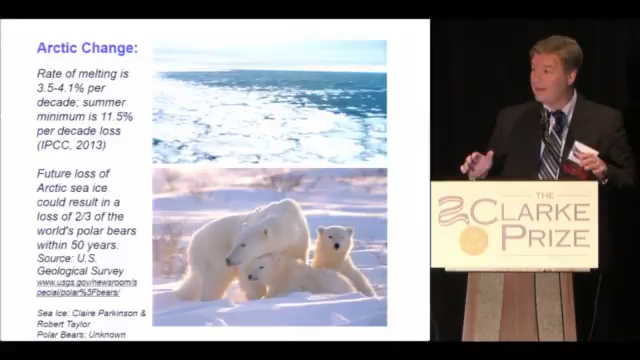 Arctic Change:
Rate of melting is
3.5-4.1% per
decade; summer
minimum is 11.5%
per decade loss
(IPCC, 2013)
Future loss of
Arctic sea ice
could result in a
loss of 2/3 of the
world's polar bears
within 50 years.
Source: U.S.
Geological Survey
www.usgs.gov/newsroom/s
pecial/polar%5Fbears/
Sea Ice: Claire Parkinson &
Robert Taylor
Polar Bears: Unknown
THE
CLARKE
PRIZE